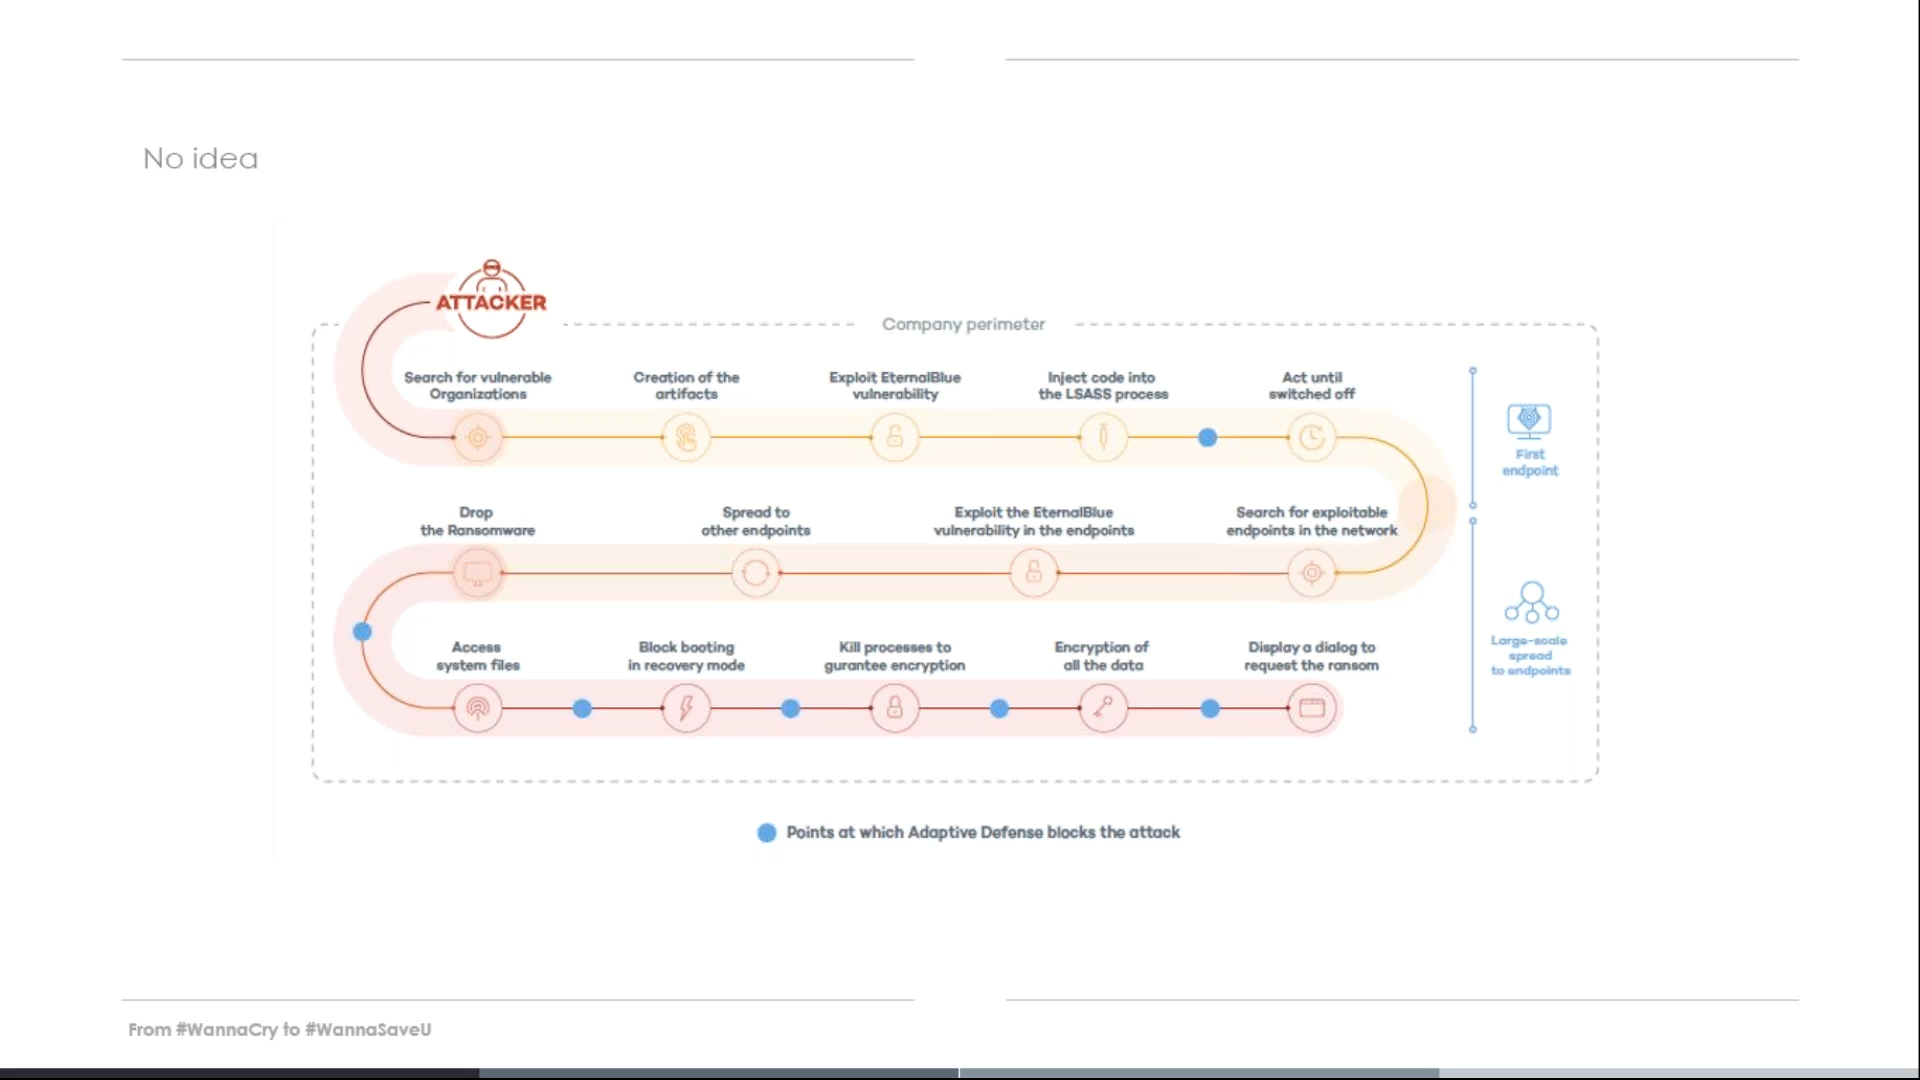 No idea
ATTACKER
Company perimeter
Search for vulnerable
Organizations
Creation of the
artifacts
Exploit EternalBlue
vulnerability
Inject code into
the LSASS process
Act until
switched off
First
endpoint
Drop
the Ransomware
Spread to
other endpoints
Exploit the EternalBlue
vulnerability in the endpoints
Search for exploitable
endpoints in the network
Large-scale
spread
to endpoints
Access
system files
Block booting
in recovery mode
Kill processes to
gurantee encryption
Encryption of
all the data
Display a dialog to
request the ransom
Points at which Adaptive Defense blocks the attack
From #WannaCry to #WannaSaveU